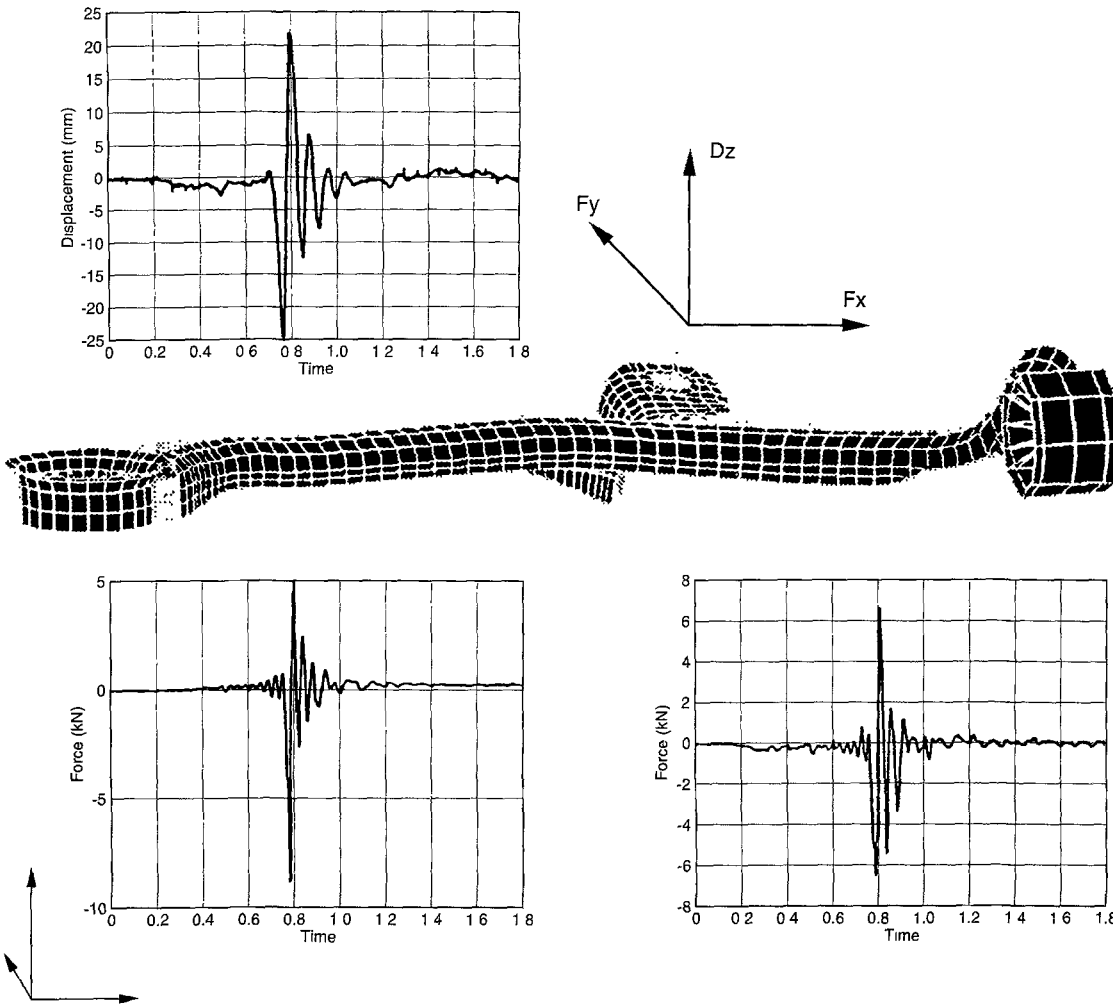 25
20
15
10
5
0
-5
-10
-15
-20
-25
Displacement (mm)
0 0.2 0.4 0.6 0 8 1.0 1.2 1.4 1.6 1 8
Time
Dz
Fy
Fx
5
0
-5
-10
Force (kN)
0 0.2 0.4 0.6 0.8 1 0 1.2 1 4 1.6 1 8
Time
8
6
4
2
0
-2
-4
-6
-8
Force (kN)
0 0 2 0 4 0.6 0.8 1 0 1.2 1 4 1 6 1.8
Time